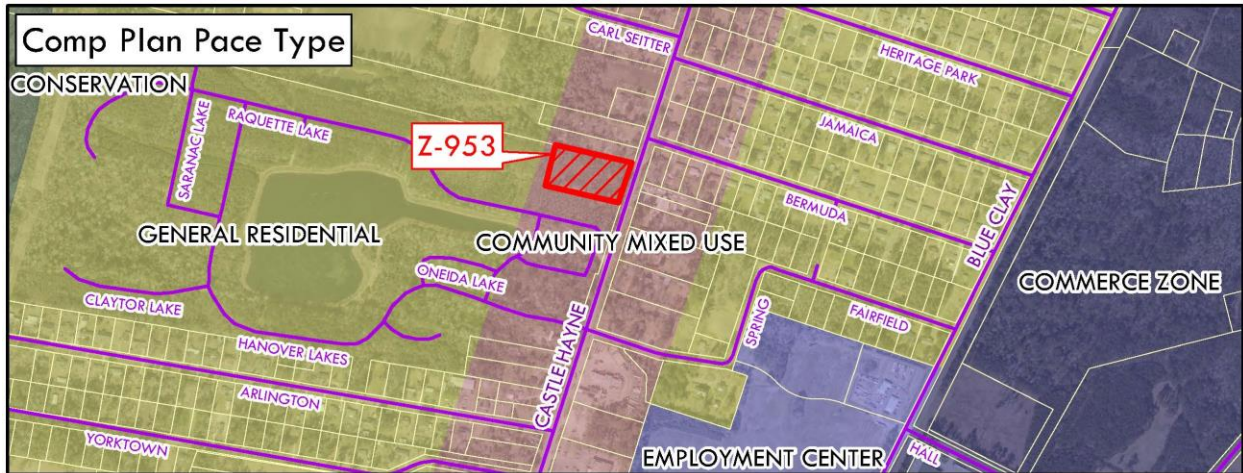 Comp Plan Pace Type
CONSERVATION
CARL SEITTER
HERITAGE PARK
RAQUETTE LAKE
SARANAC LAKE
Z-953
JAMAICA
BERMUDA
BLUE CLAY
GENERAL RESIDENTIAL
COMMUNITY MIXED USE
COMMERCE ZONE
ONEIDA LAKE
CLAYTOR LAKE
HANOVER LAKES
CASTLE HAYNE
SPRING
FAIRFIELD
ARLINGTON
YORKTOWN
EMPLOYMENT CENTER
HALL